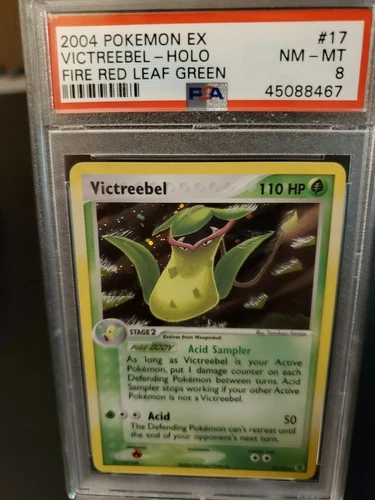 2004 POKEMON EX #17
VICTREEBEL-HOLO NM-MT
FIRE RED LEAF GREEN 8
PSA 45088467
Victreebel 110 HP
STAGE 2 Evolves from Weepinbell
POKé-BODY Acid Sampler
As long as Victreebel is your Active
Pokémon, put 1 damage counter on each
Defending Pokémon between turns. Acid
Sampler stops working if your other Active
Pokémon is not a Victreebel.
Acid 50
The Defending Pokémon can't retreat until
the end of your opponent's next turn.